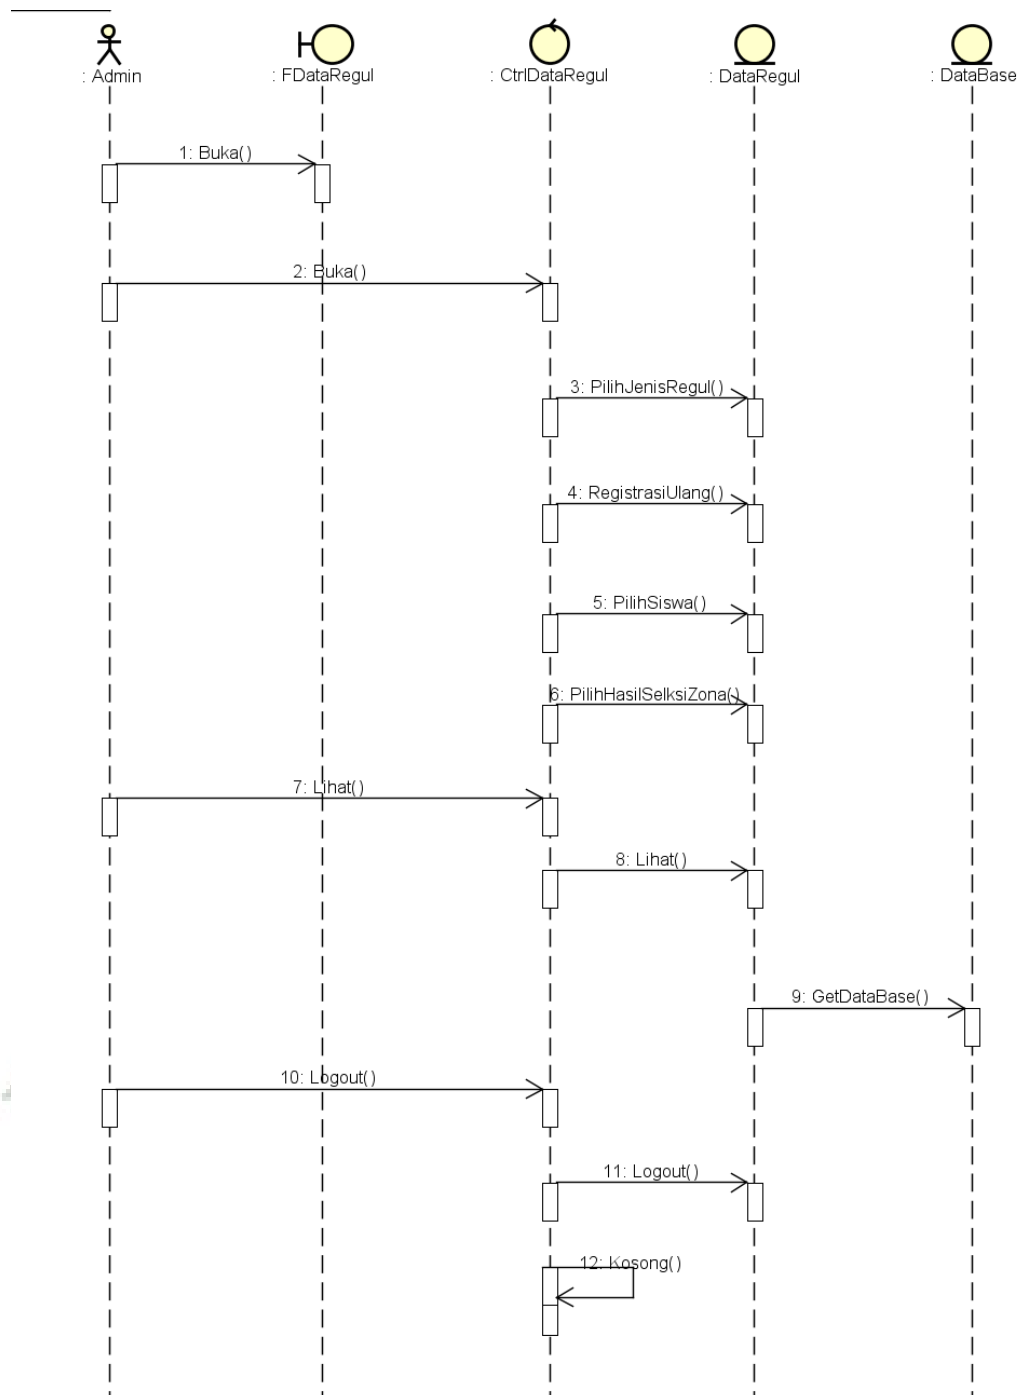 : Admin
: FDataRegul
: CtrlDataRegul
: DataRegul
: DataBase
1: Buka()
2: Buka()
3: PilihJenisRegul()
4: RegistrasiUlang()
5: PilihSiswa()
6: PilihHasilSelksiZona()
7: Lihat()
8: Lihat()
9: GetDataBase()
10: Logout()
11: Logout()
12: Kosong()